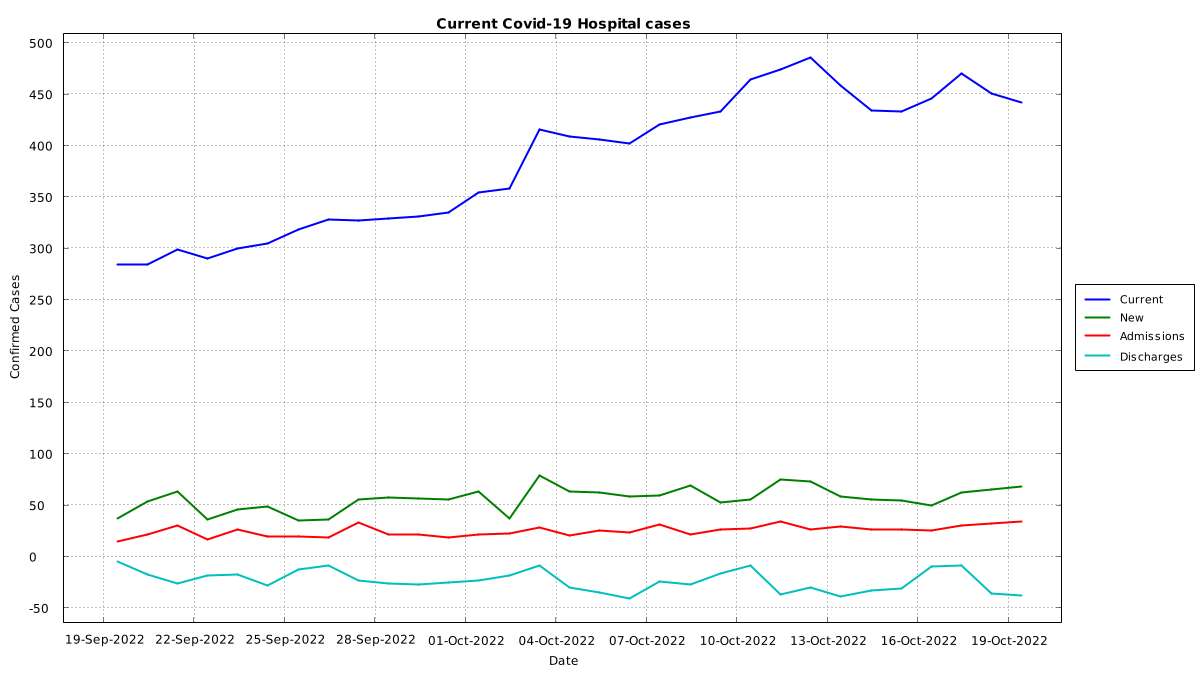 Current Covid-19 Hospital cases
500
450
400
350
300
250
200
150
100
50
0
-50
Confirmed Cases
19-Sep-2022 22-Sep-2022 25-Sep-2022 28-Sep-2022 01-Oct-2022 04-Oct-2022 07-Oct-2022 10-Oct-2022 13-Oct-2022 16-Oct-2022 19-Oct-2022
Date
Current
New
Admissions
Discharges